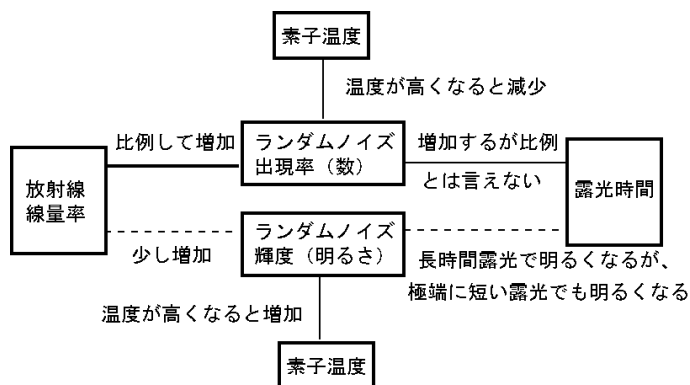 素子温度
温度が高くなると減少
比例して増加
ランダムノイズ
出現率（数）
増加するが比例
とは言えない
放射線
線量率
露光時間
少し増加
ランダムノイズ
輝度（明るさ）
長時間露光で明るくなるが、
極端に短い露光でも明るくなる
温度が高くなると増加
素子温度